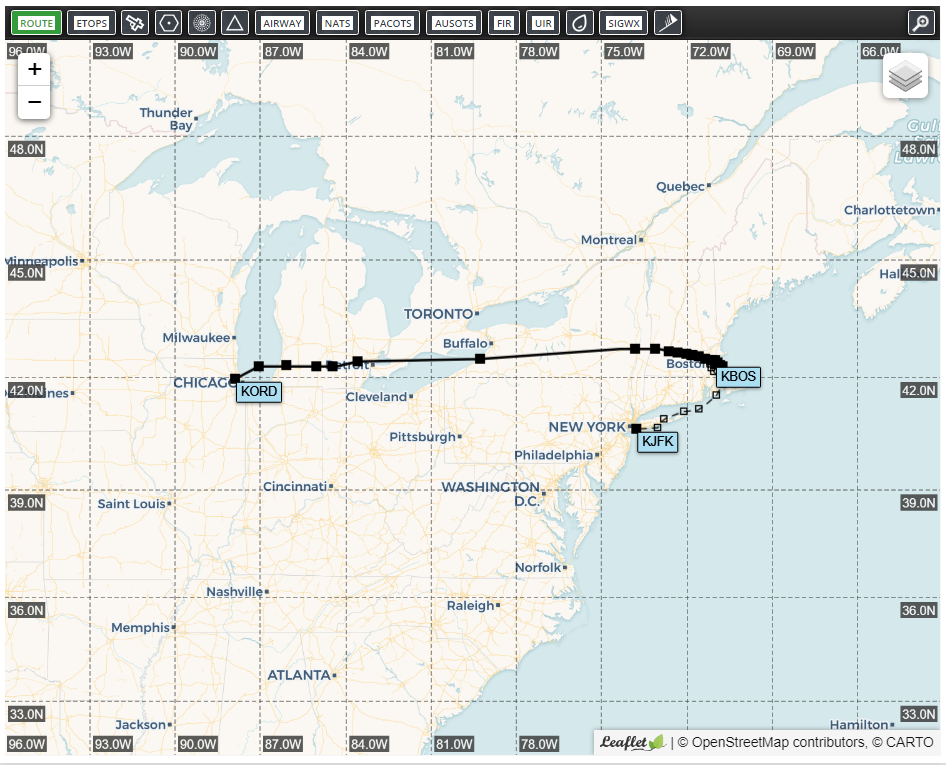 ROUTE ETOPS AIRWAY NATS PACOTS AUSOTS FIR UIR SIGWX
96.0W 93.0W 90.0W 87.0W 84.0W 81.0W 78.0W 75.0W 72.0W 69.0W 66.0W
+
−
Thunder
Bay
Gul
48.0N 48.0N
Quebec
Charlottetown
Montreal
Minneapolis
45.0N Hal 45.0N
TORONTO
Milwaukee
Buffalo
Detroit
Boston
KBOS
CHICAGO
KORD
42.0N 42.0N
ines
Cleveland
NEW YORK
KJFK
Pittsburgh
Philadelphia
Cincinnati
WASHINGTON
D.C.
39.0N 39.0N
Saint Louis
Norfolk
Nashville
Raleigh
36.0N 36.0N
Memphis
ATLANTA
33.0N 33.0N
Jackson
Hamilton
96.0W 93.0W 90.0W 87.0W 84.0W 81.0W 78.0W
Leaflet | © OpenStreetMap contributors, © CARTO